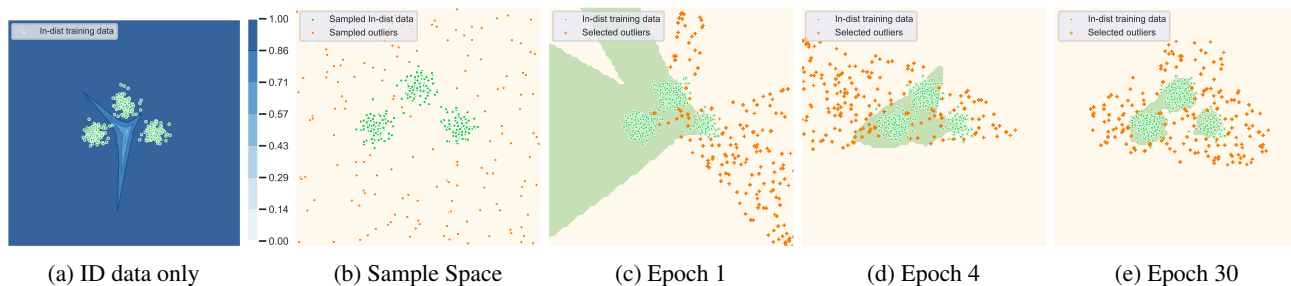 In-dist training data
1.00
0.86
0.71
0.57
0.43
0.29
0.14
0.00
Sampled In-dist data
Sampled outliers
In-dist training data
Selected outliers
In-dist training data
Selected outliers
In-dist training data
Selected outliers
(a) ID data only
(b) Sample Space
(c) Epoch 1
(d) Epoch 4
(e) Epoch 30